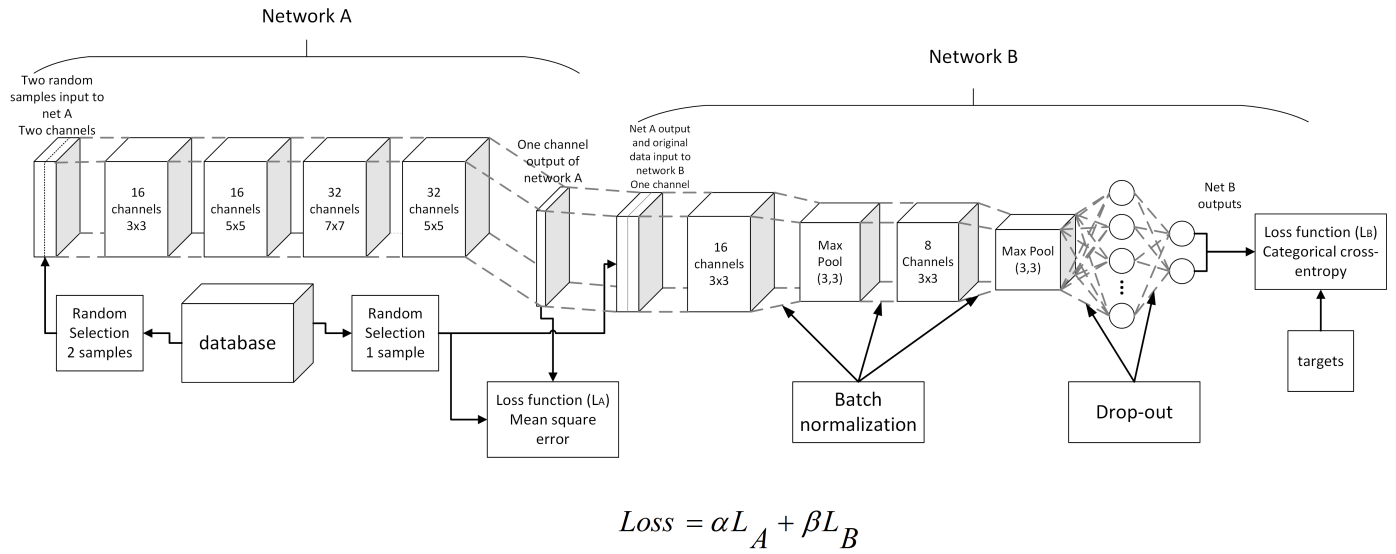 Network A
Network B
Two random
samples input to
net A
Two channels
16
channels
3x3
16
channels
5x5
32
channels
7x7
32
channels
5x5
One channel
output of
network A
Net A output
and original
data input to
network B
One channel
16
channels
3x3
Max
Pool
(3,3)
8
Channels
3x3
Max Pool
(3,3)
Net B
outputs
Loss function (LB)
Categorical cross-
entropy
Random
Selection
2 samples
database
Random
Selection
1 sample
Loss function (LA)
Mean square
error
Batch
normalization
Drop-out
targets
Loss = αL_A + βL_B